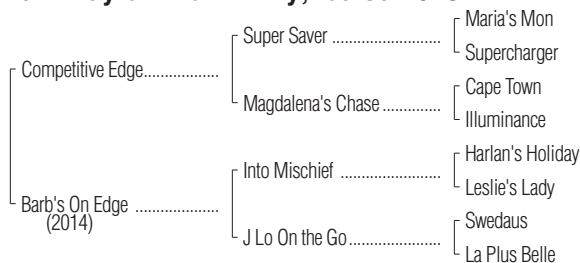 Maria's Mon
Super Saver ........................
Supercharger
Competitive Edge.................
Cape Town
Magdalena's Chase .............
Illuminance
Harlan's Holiday
Into Mischief ......................
Leslie's Lady
Barb's On Edge ...................
(2014)
Swedaus
J Lo On the Go.....................
La Plus Belle